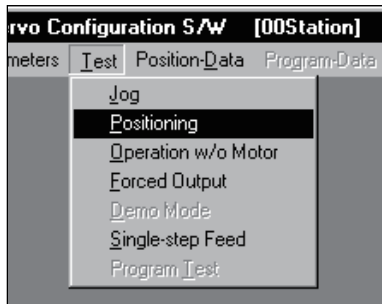 rvo Configuration S/W [00Station]
meters Test Position-Data Program-Data
Jog
Positioning
Operation w/o Motor
Forced Output
Demo Mode
Single-step Feed
Program Test